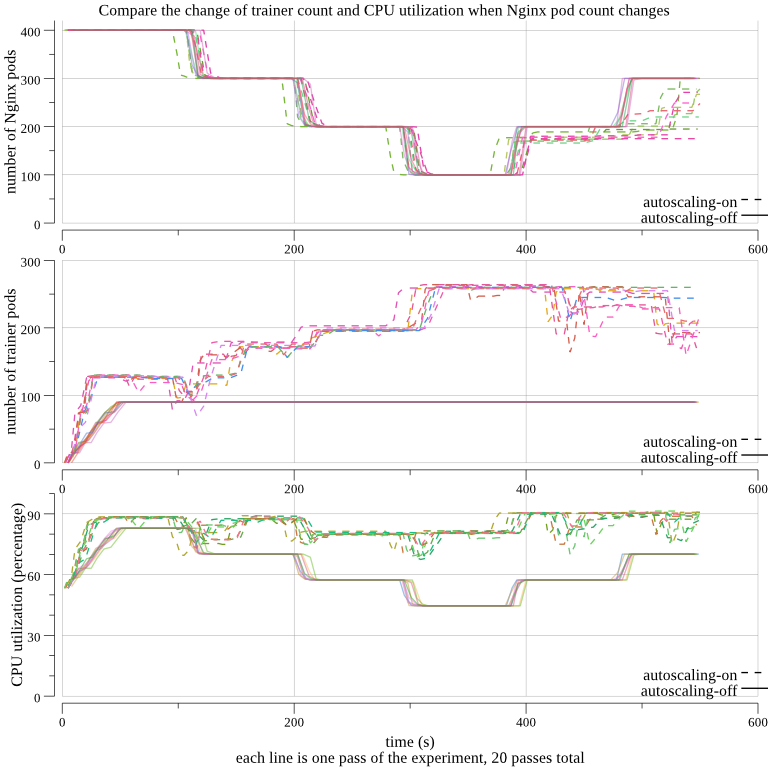 Compare the change of trainer count and CPU utilization when Nginx pod count changes
number of Nginx pods
400
300
200
100
0
autoscaling-on
autoscaling-off
0
200
400
600
number of trainer pods
300
200
100
0
autoscaling-on
autoscaling-off
0
200
400
600
CPU utilization (percentage)
90
60
30
0
autoscaling-on
autoscaling-off
0
200
400
600
time (s)
each line is one pass of the experiment, 20 passes total